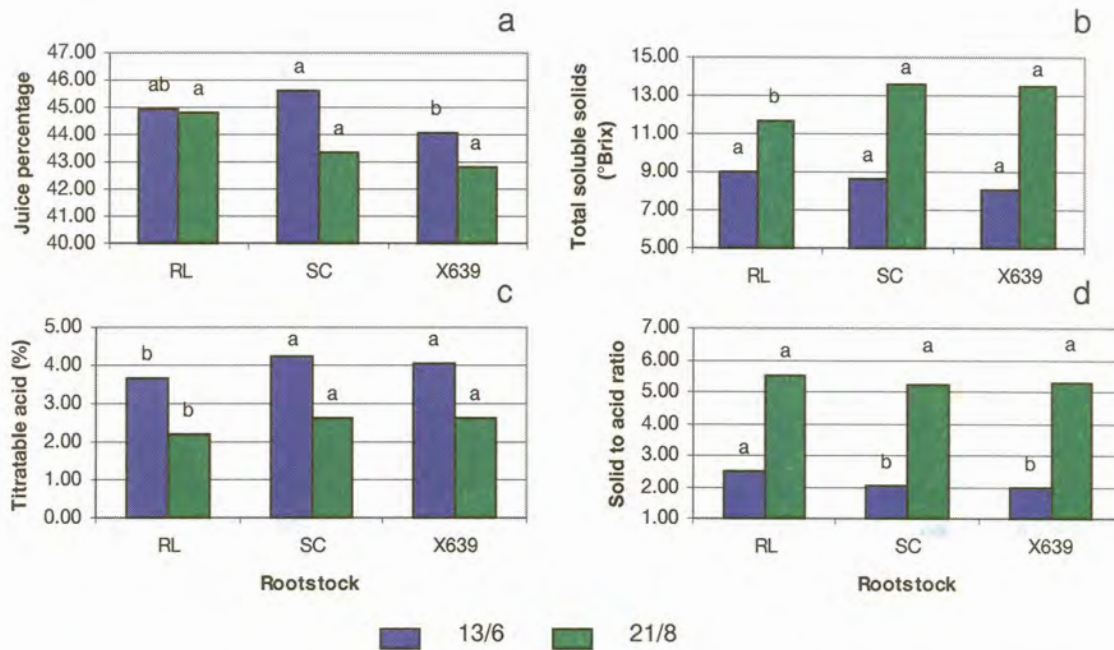 a
Juice percentage
47.00
46.00
45.00
44.00
43.00
42.00
41.00
40.00
ab a a a b a
RL SC X639
b
Total soluble solids
(°Brix)
15.00
13.00
11.00
9.00
7.00
5.00
a b a a a a
RL SC X639
c
Titratable acid (%)
5.00
4.00
3.00
2.00
1.00
0.00
b b a a a a
RL SC X639
Rootstock
d
Solid to acid ratio
7.00
6.00
5.00
4.00
3.00
2.00
1.00
a a b a b a
RL SC X639
Rootstock
13/6 21/8